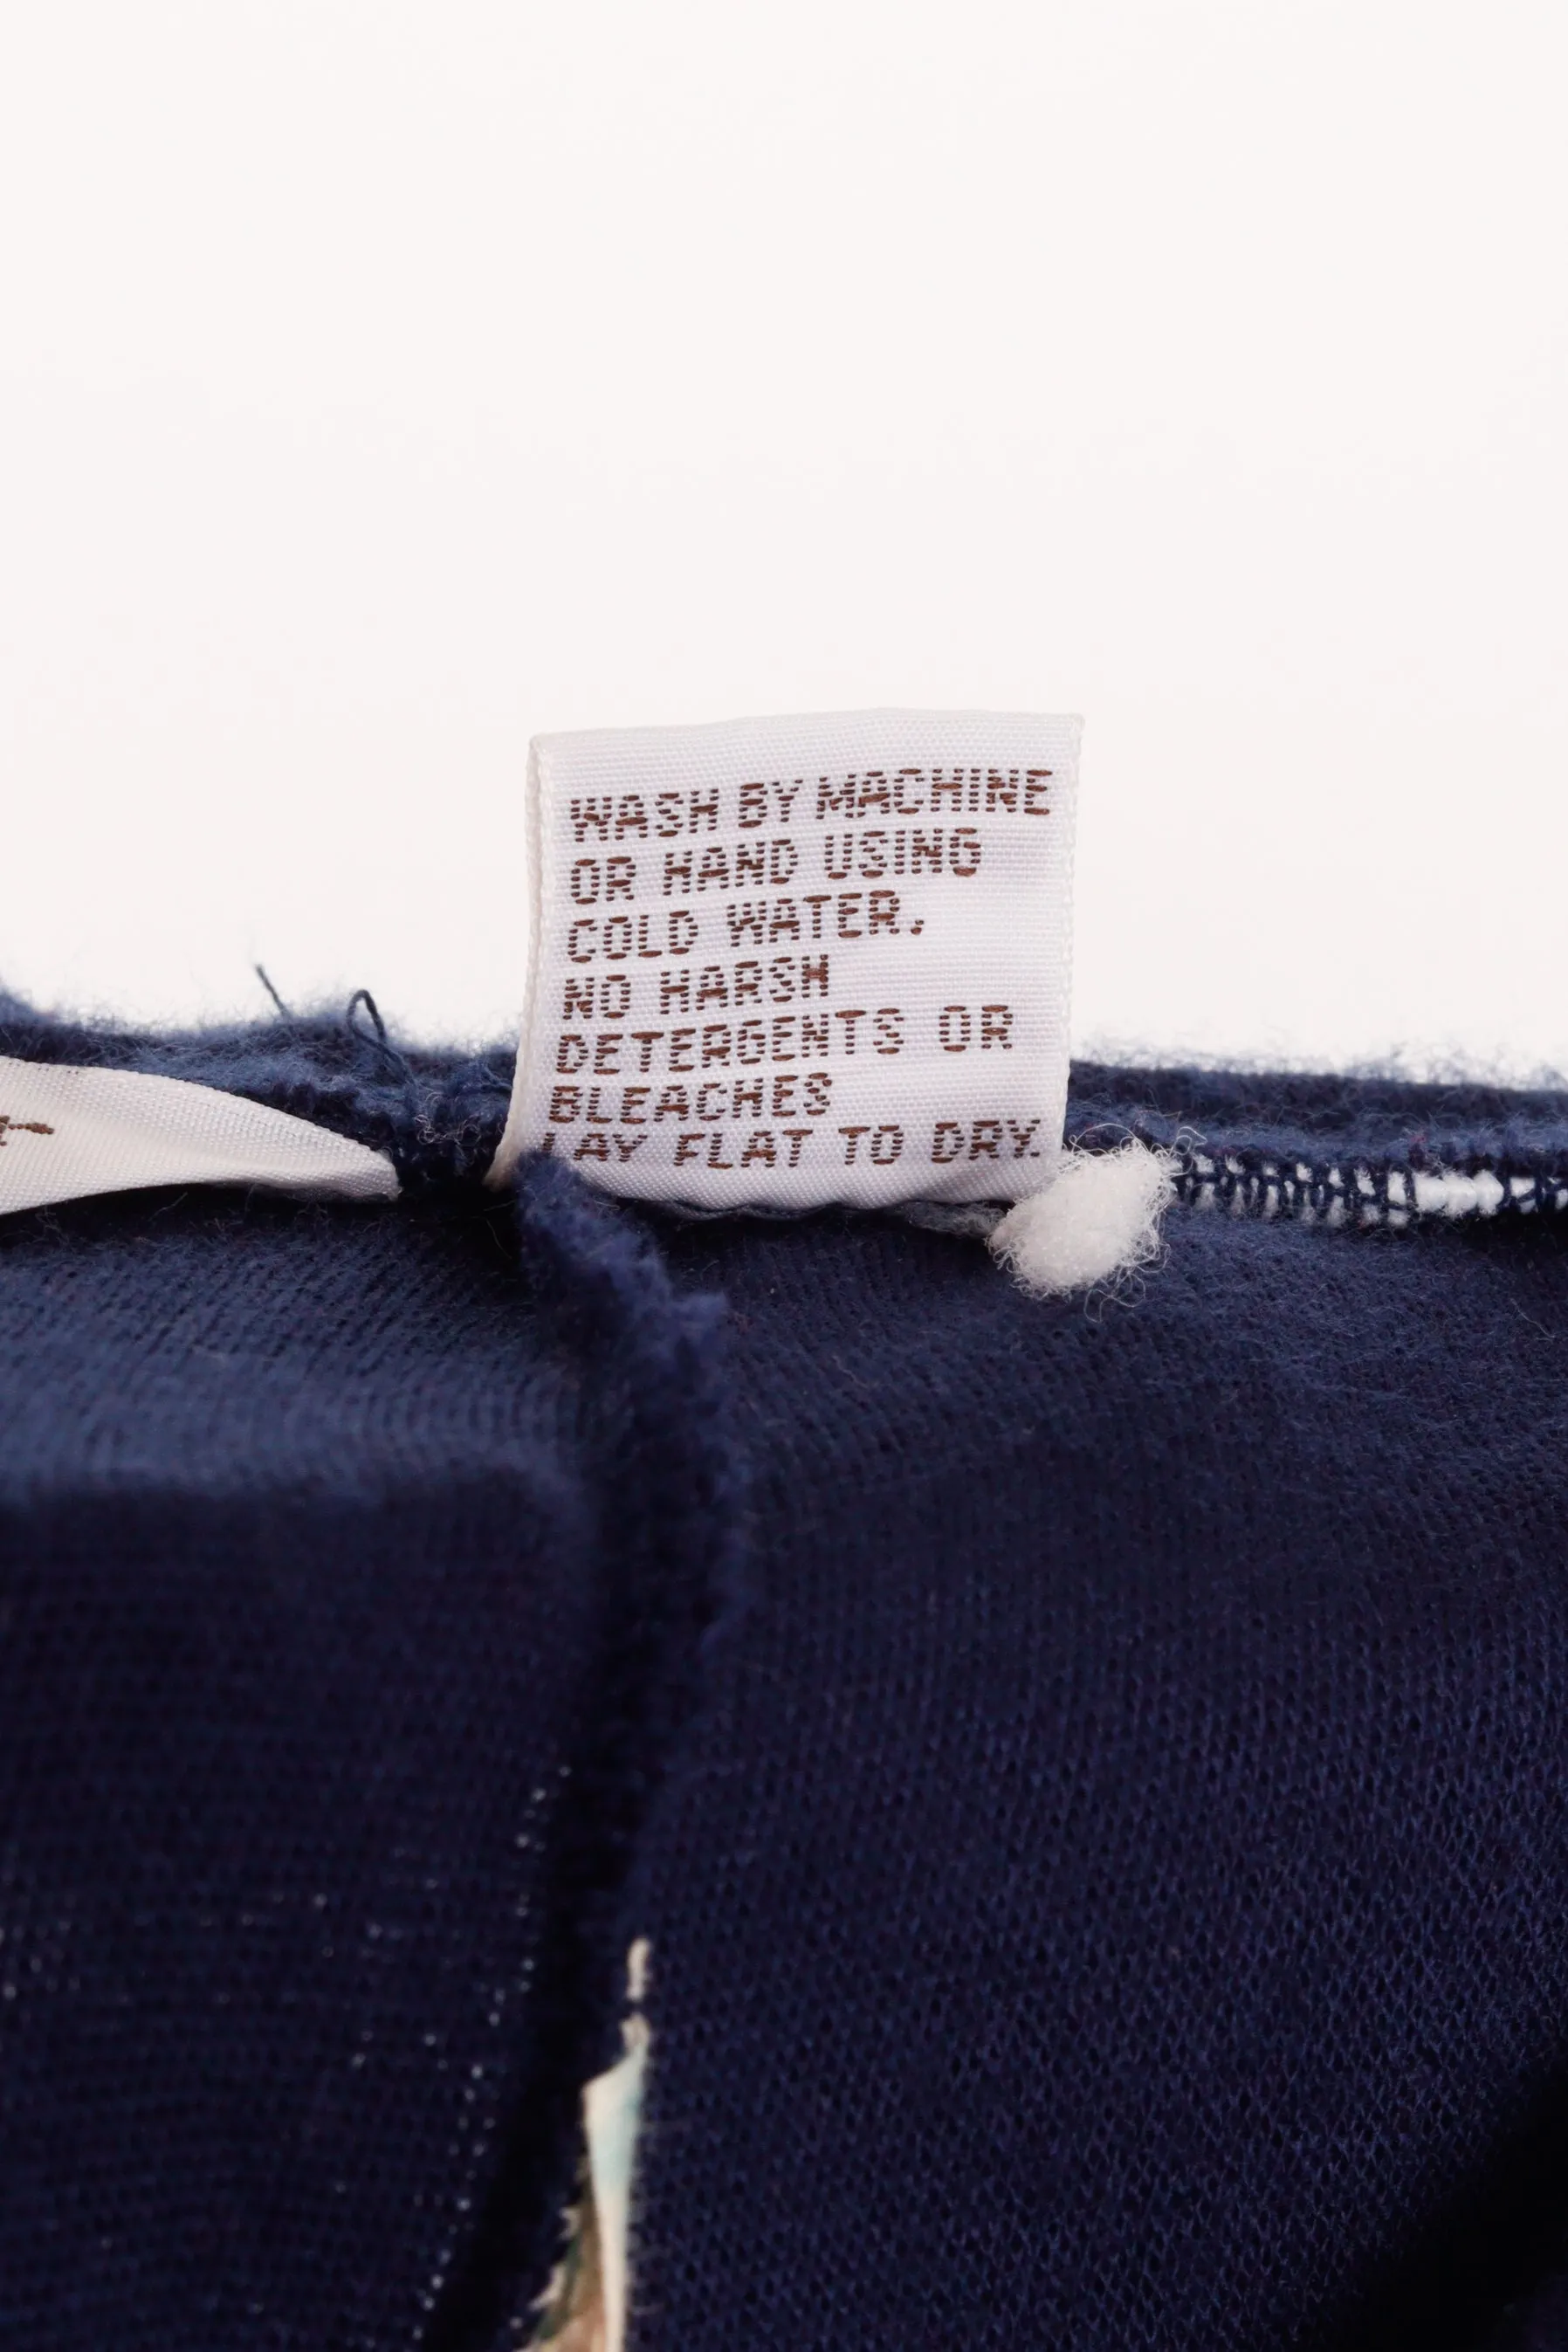 WASH BY MACHINE
OR HAND USING
COLD WATER.
NO HARSH
DETERGENTS OR
BLEACHES
LAY FLAT TO DRY.